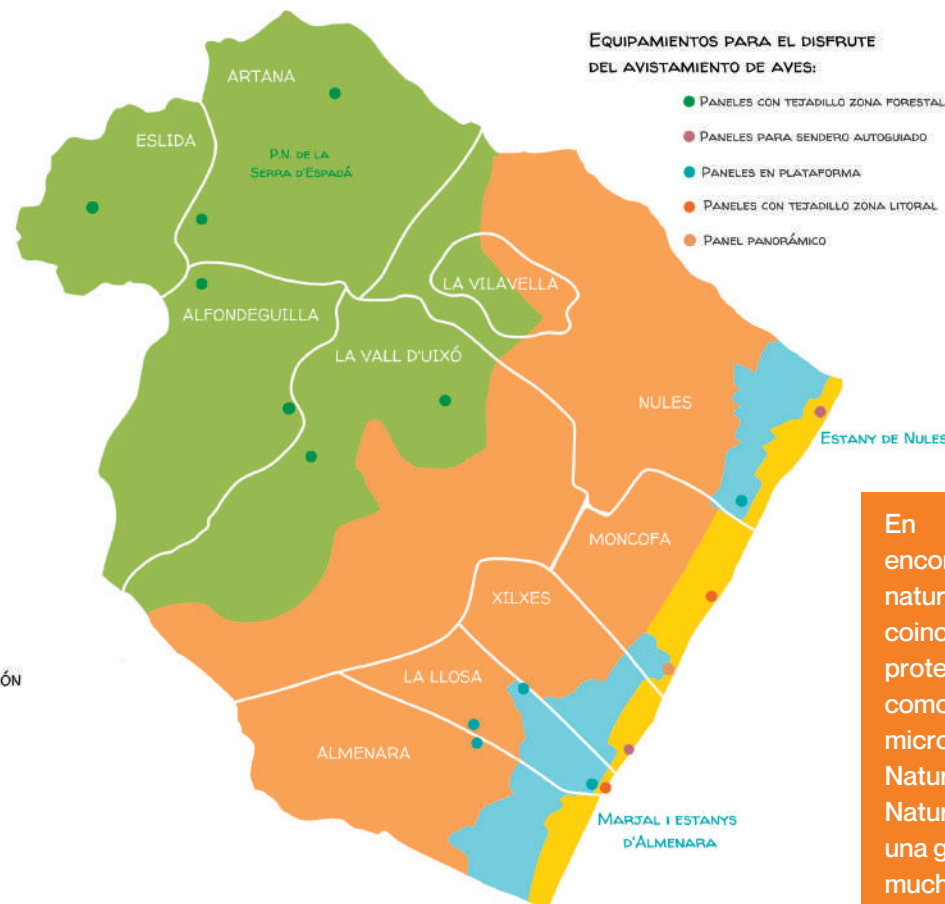 EQUIPAMIENTOS PARA EL DISFRUTE
DEL AVISTAMIENTO DE AVES:
PANELES CON TEJADILLO ZONA FORESTAL
PANELES PARA SENDERO AUTOGUIADO
PANELES EN PLATAFORMA
PANELES CON TEJADILLO ZONA LITORAL
PANEL PANORÁMICO
ARTANA
ESLIDA
P.N. DE LA
SERRA D'ESPADÁ
LA VILAVELLA
ALFONDEGUILLA
LA VALL D'UIXÓ
NULES
ESTANY DE NULES
MONCOFA
XILXES
LA LLOSA
ALMENARA
MARJAL I ESTANYS
D'ALMENARA
ÓN
En
encon
natur
coinc
prote
como
micro
Natur
Natur
una g
much